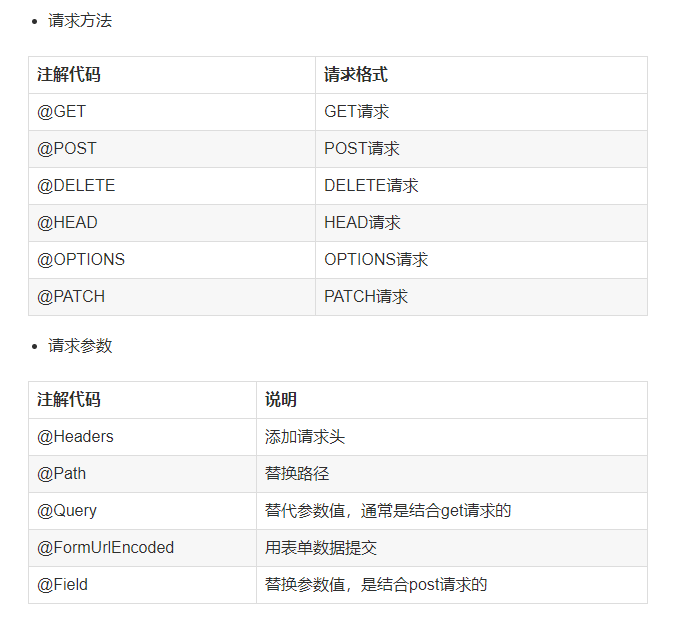 请求方法
注解代码 请求格式
@GET GET请求
@POST POST请求
@DELETE DELETE请求
@HEAD HEAD请求
@OPTIONS OPTIONS请求
@PATCH PATCH请求
请求参数
注解代码 说明
@Headers 添加请求头
@Path 替换路径
@Query 替代参数值，通常是结合get请求的
@FormUrlEncoded 用表单数据提交
@Field 替换参数值，是结合post请求的